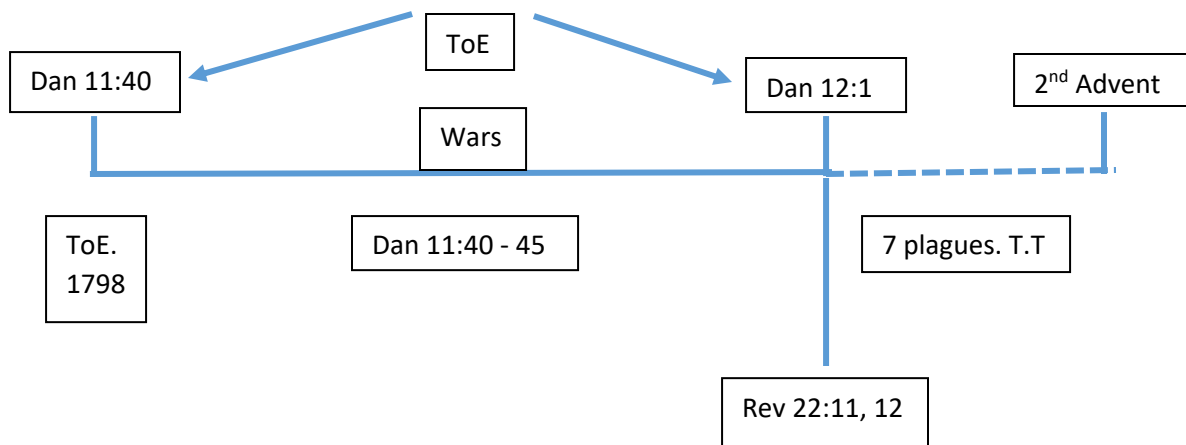 ToE
Dan 11:40
Dan 12:1
2nd Advent
Wars
ToE.
1798
Dan 11:40 - 45
7 plagues. T.T
Rev 22:11, 12